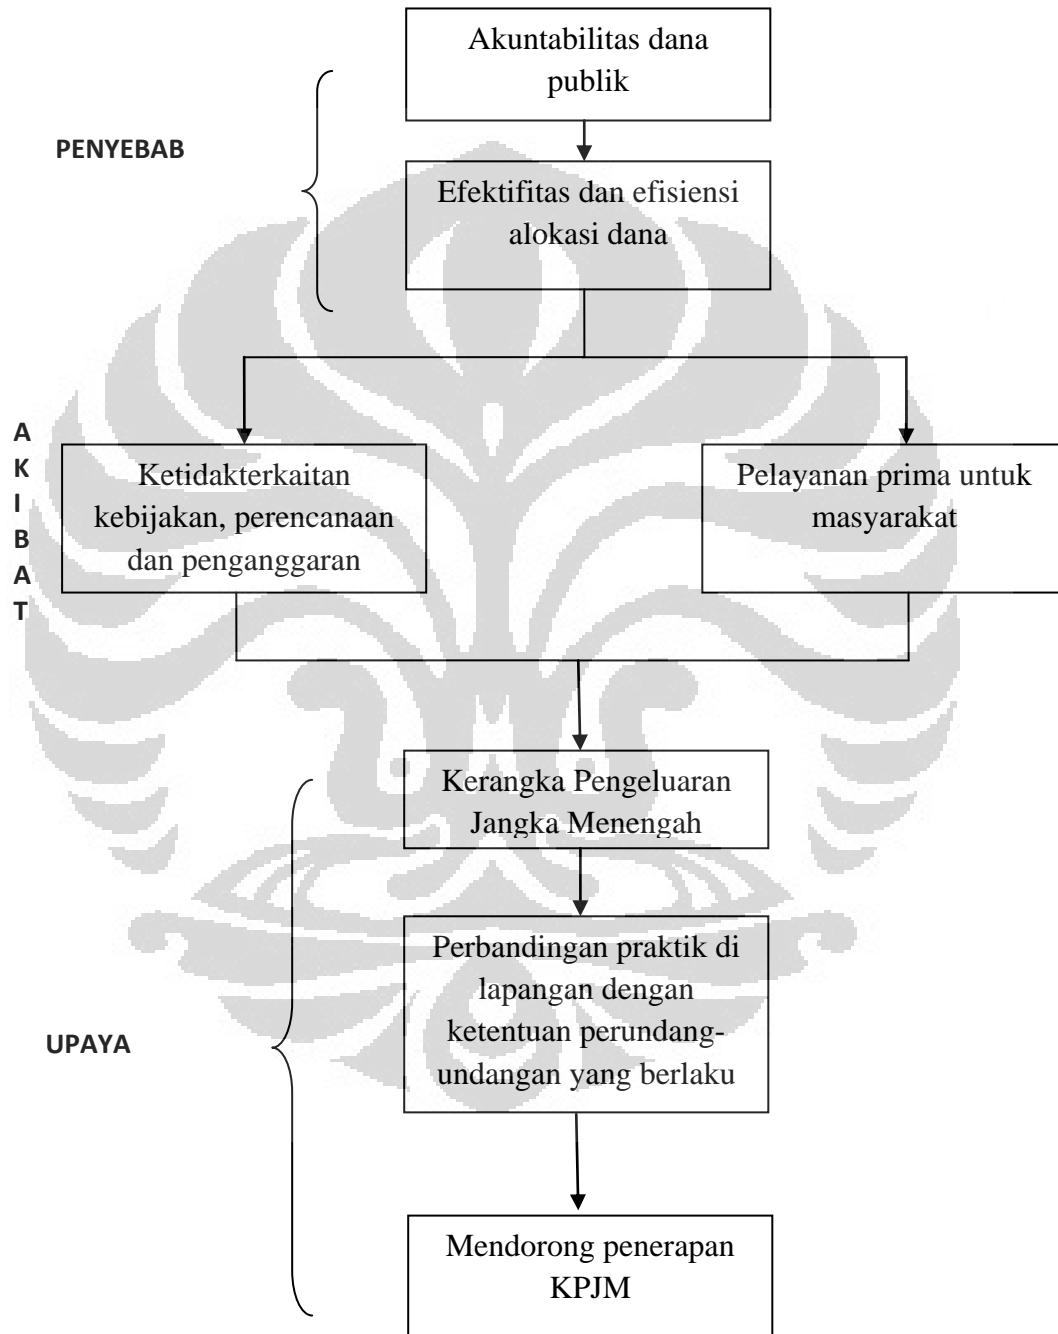 Akuntabilitas dana
publik
PENYEBAB
Efektifitas dan efisiensi
alokasi dana
A
K
I
B
A
T
Ketidakterkaitan
kebijakan, perencanaan
dan penganggaran
Pelayanan prima untuk
masyarakat
Kerangka Pengeluaran
Jangka Menengah
Perbandingan praktik di
lapangan dengan
ketentuan perundang-
undangan yang berlaku
UPAYA
Mendorong penerapan
KPJM